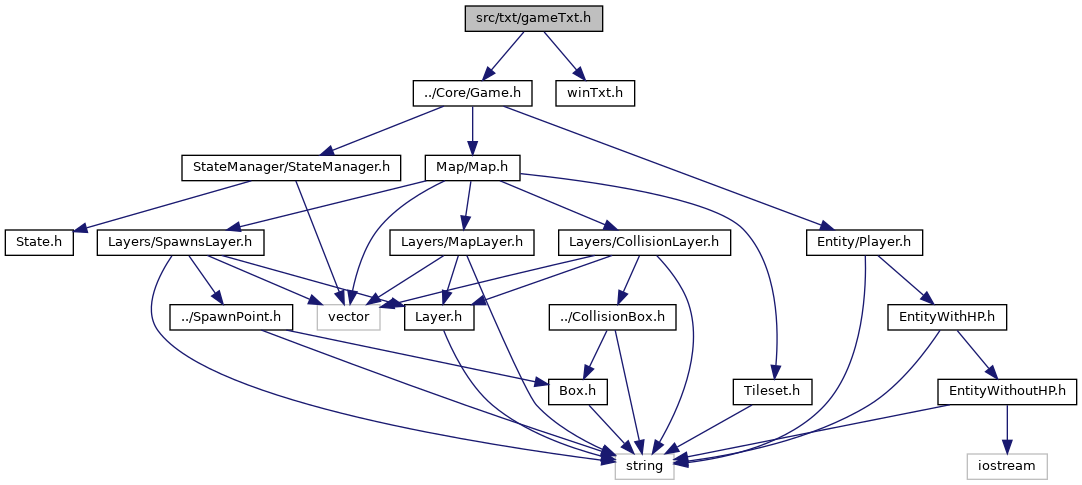 src/txt/gameTxt.h
../Core/Game.h
winTxt.h
StateManager/StateManager.h
Map/Map.h
State.h
Layers/SpawnsLayer.h
Layers/MapLayer.h
Layers/CollisionLayer.h
Entity/Player.h
../SpawnPoint.h
vector
Layer.h
../CollisionBox.h
EntityWithHP.h
Box.h
Tileset.h
EntityWithoutHP.h
string
iostream